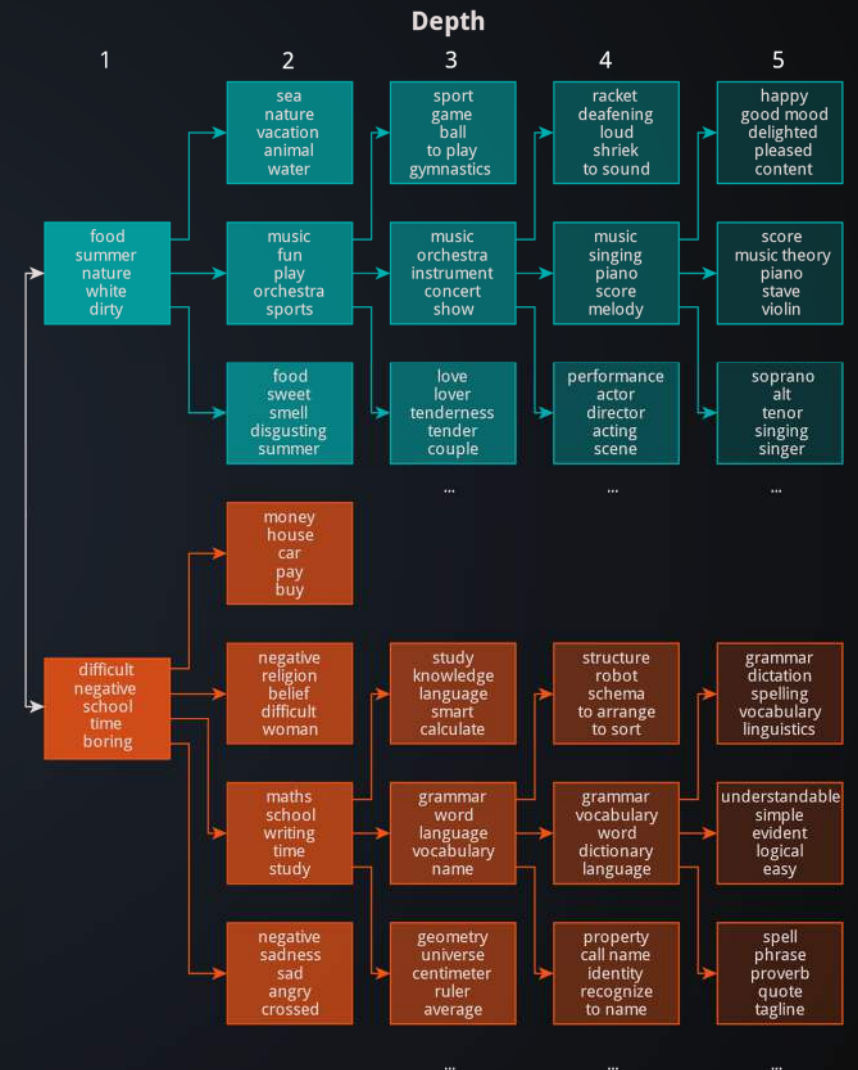 Depth
1
2
3
4
5
food
summer
nature
white
dirty
sea
nature
vacation
animal
water
music
fun
play
orchestra
sports
food
sweet
smell
disgusting
summer
sport
game
ball
to play
gymnastics
music
orchestra
instrument
concert
show
love
lover
tenderness
tender
couple
...
racket
deafening
loud
shriek
to sound
music
singing
piano
score
melody
performance
actor
director
acting
scene
...
happy
good mood
delighted
pleased
content
score
music theory
piano
stave
violin
soprano
alt
tenor
singing
singer
...
difficult
negative
school
time
boring
money
house
car
pay
buy
negative
religion
belief
difficult
woman
maths
school
writing
time
study
negative
sadness
sad
angry
crossed
study
knowledge
language
smart
calculate
grammar
word
language
vocabulary
name
geometry
universe
centimeter
ruler
average
...
structure
robot
schema
to arrange
to sort
grammar
vocabulary
word
dictionary
language
property
call name
identity
recognize
to name
...
grammar
dictation
spelling
vocabulary
linguistics
understandable
simple
evident
logical
easy
spell
phrase
proverb
quote
tagline
...